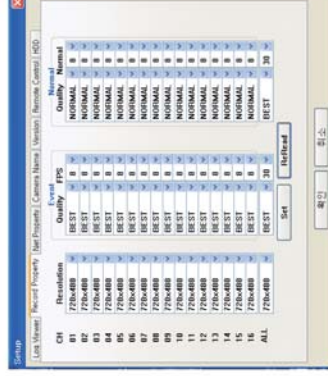 Setup
Log Viewer Record Property Net Property Camera Name Version Remote Control HDD
Event Normal
CH Resolution Quality FPS Quality Normal
01 720x480 BEST 8 NORMAL 8
02 720x480 BEST 8 NORMAL 8
03 720x480 BEST 8 NORMAL 8
04 720x480 BEST 8 NORMAL 8
05 720x480 BEST 8 NORMAL 8
06 720x480 BEST 8 NORMAL 8
07 720x480 BEST 8 NORMAL 8
08 720x480 BEST 8 NORMAL 8
09 720x480 BEST 8 NORMAL 8
10 720x480 BEST 8 NORMAL 8
11 720x480 BEST 8 NORMAL 8
12 720x480 BEST 8 NORMAL 8
13 720x480 BEST 8 NORMAL 8
14 720x480 BEST 8 NORMAL 8
15 720x480 BEST 8 NORMAL 8
16 720x480 BEST 8 NORMAL 8
ALL 720x480 BEST 30 BEST 30
Set ReRead
확인 취소